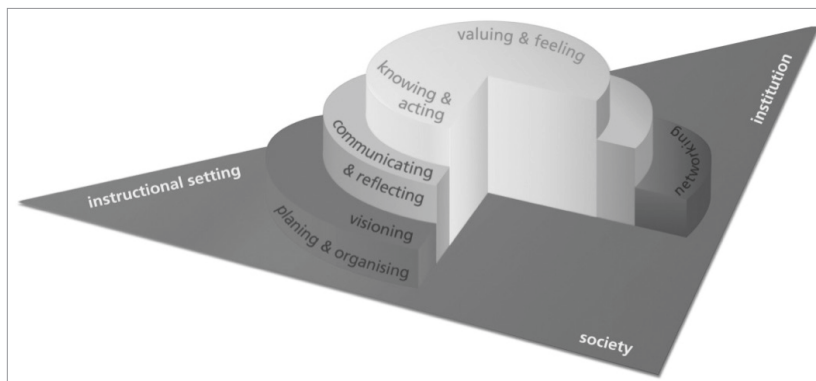 valuing & feeling
knowing &
acting
communicating
& reflecting
visioning
planing & organising
networking
instructional setting
institution
society